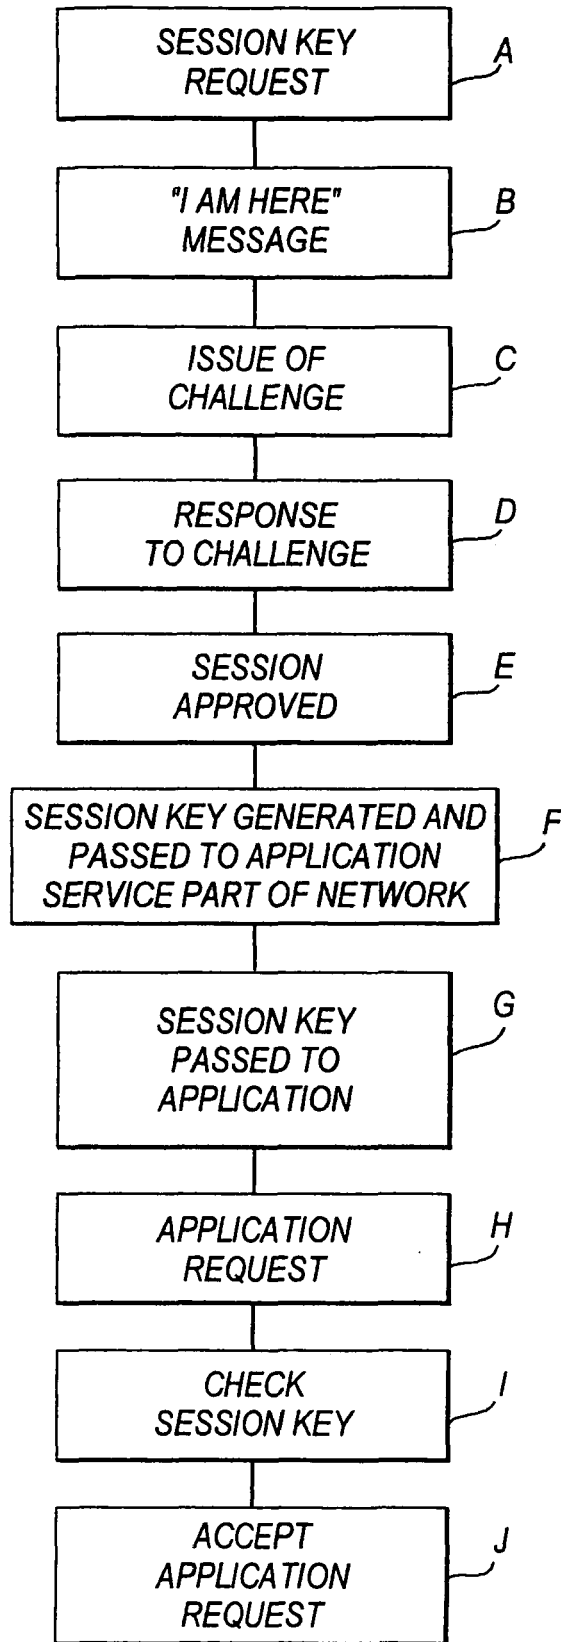 SESSION KEY
REQUEST
A
"I AM HERE"
MESSAGE
B
ISSUE OF
CHALLENGE
C
RESPONSE
TO CHALLENGE
D
SESSION
APPROVED
E
SESSION KEY GENERATED AND
PASSED TO APPLICATION
SERVICE PART OF NETWORK
F
SESSION KEY
PASSED TO
APPLICATION
G
APPLICATION
REQUEST
H
CHECK
SESSION KEY
I
ACCEPT
APPLICATION
REQUEST
J